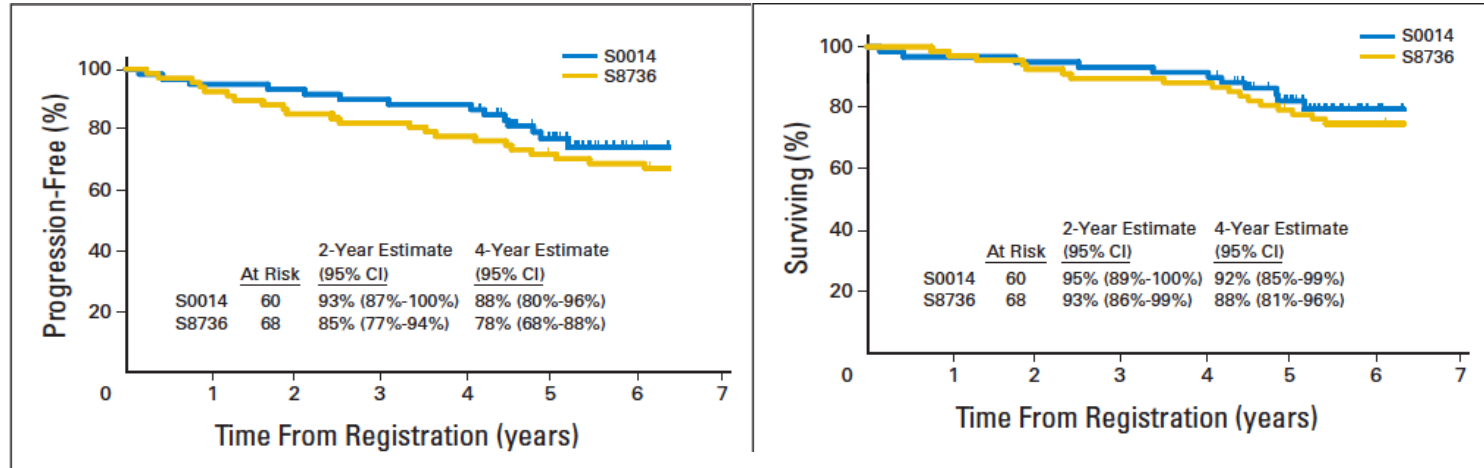 S0014
S8736
Progression-Free (%)
100
80
60
40
20
0
2-Year Estimate 4-Year Estimate
At Risk (95% CI) (95% CI)
S0014 60 93% (87%-100%) 88% (80%-96%)
S8736 68 85% (77%-94%) 78% (68%-88%)
1 2 3 4 5 6 7
Time From Registration (years)
S0014
S8736
Surviving (%)
100
80
60
40
20
0
2-Year Estimate 4-Year Estimate
At Risk (95% CI) (95% CI)
S0014 60 95% (89%-100%) 92% (85%-99%)
S8736 68 93% (86%-99%) 88% (81%-96%)
1 2 3 4 5 6 7
Time From Registration (years)